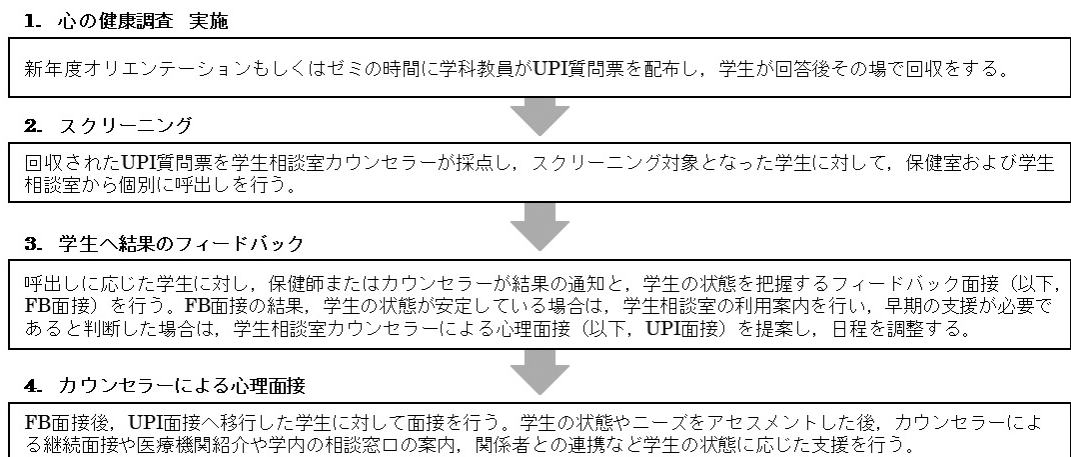 1. 心の健康調査 実施
新年度オリエンテーションもしくはゼミの時間に学科教員がUPI質問票を配布し，学生が回答後その場で回収をする。
2. スクリーニング
回収されたUPI質問票を学生相談室カウンセラーが採点し，スクリーニング対象となった学生に対して，保健室および学生
相談室から個別に呼出しを行う。
3. 学生へ結果のフィードバック
呼出しに応じた学生に対し，保健師またはカウンセラーが結果の通知と，学生の状態を把握するフィードバック面接（以下，
FB面接）を行う。FB面接の結果，学生の状態が安定している場合は，学生相談室の利用案内を行い，早期の支援が必要で
あると判断した場合は，学生相談室カウンセラーによる心理面接（以下，UPI面接）を提案し，日程を調整する。
4. カウンセラーによる心理面接
FB面接後，UPI面接へ移行した学生に対して面接を行う。学生の状態やニーズをアセスメントした後，カウンセラーによ
る継続面接や医療機関紹介や学内の相談窓口の案内，関係者との連携など学生の状態に応じた支援を行う。